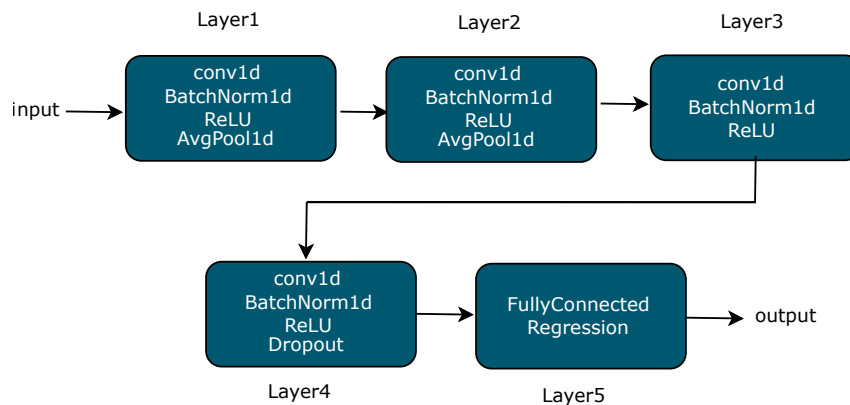 Layer1
Layer2
Layer3
input
conv1d
BatchNorm1d
ReLU
AvgPool1d
conv1d
BatchNorm1d
ReLU
AvgPool1d
conv1d
BatchNorm1d
ReLU
conv1d
BatchNorm1d
ReLU
Dropout
FullyConnected
Regression
output
Layer4
Layer5